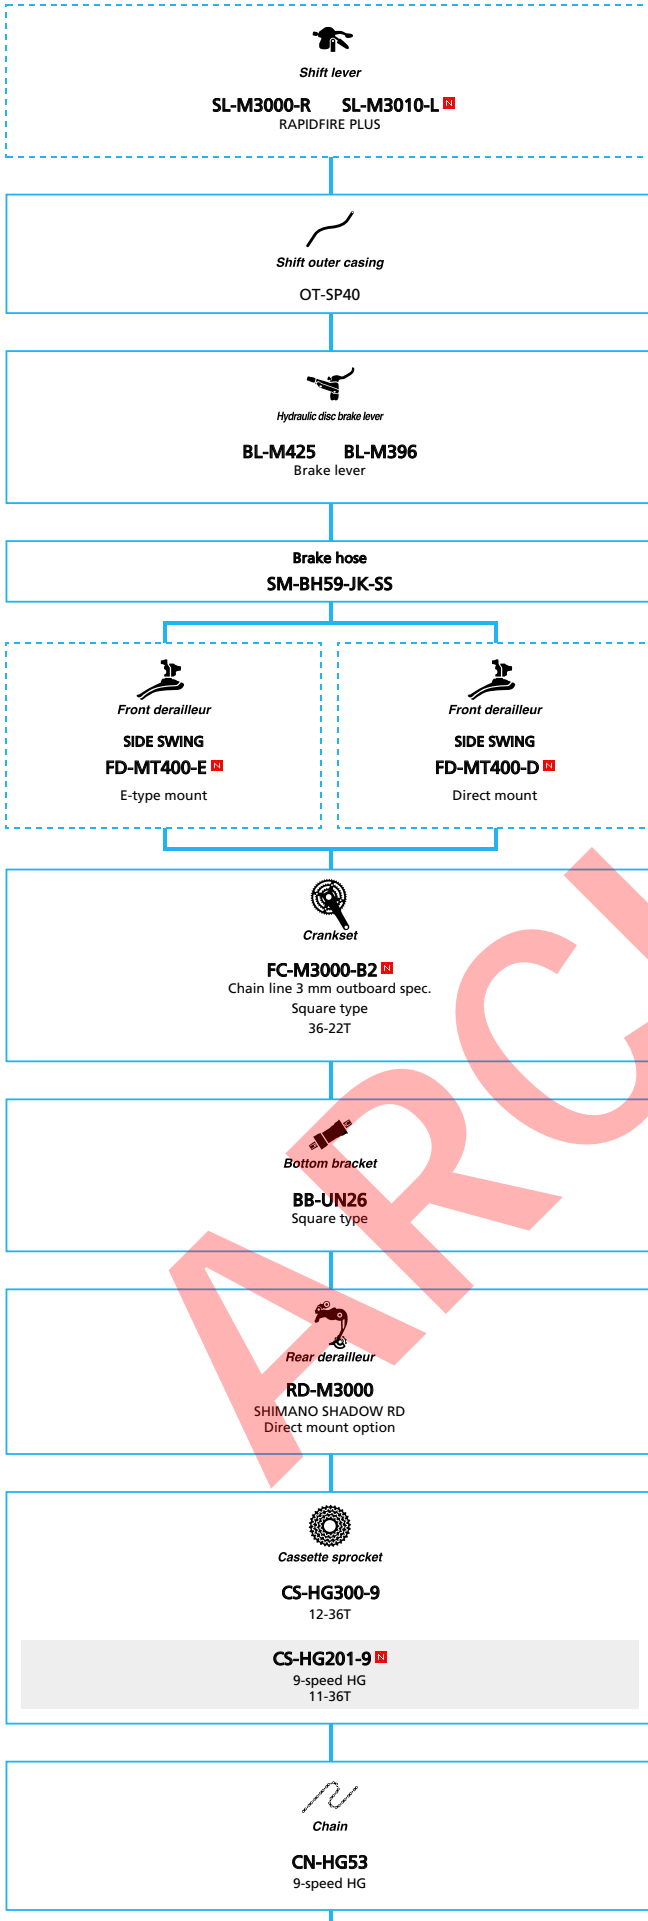 Shift lever
SL-M3000-R SL-M3010-L N
RAPIDFIRE PLUS
Shift outer casing
OT-SP40
Hydraulic disc brake lever
BL-M425 BL-M396
Brake lever
Brake hose
SM-BH59-JK-SS
Front derailleur
SIDE SWING
FD-MT400-E N
E-type mount
Front derailleur
SIDE SWING
FD-MT400-D N
Direct mount
Crankset
FC-M3000-B2 N
Chain line 3 mm outboard spec.
Square type
36-22T
Bottom bracket
BB-UN26
Square type
Rear derailleur
RD-M3000
SHIMANO SHADOW RD
Direct mount option
Cassette sprocket
CS-HG300-9
12-36T
CS-HG201-9 N
9-speed HG
11-36T
Chain
CN-HG53
9-speed HG
ARC